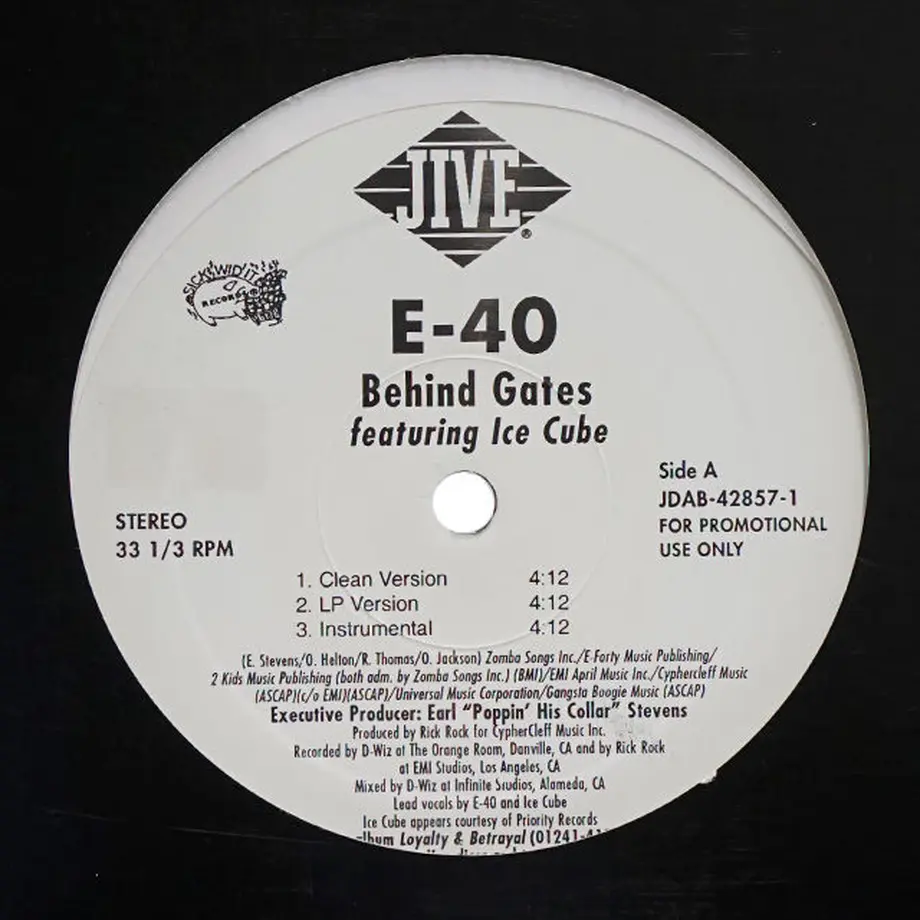 JIVE®
SICK WID' IT
RECORDS
E-40
Behind Gates
featuring Ice Cube
Side A
JDAB-42857-1
FOR PROMOTIONAL
USE ONLY
STEREO
33 1/3 RPM
1. Clean Version 4:12
2. LP Version 4:12
3. Instrumental 4:12
(E. Stevens/O. Helton/R. Thomas/O. Jackson) Zomba Songs Inc./E-Forty Music Publishing/
2 Kids Music Publishing (both adm. by Zomba Songs Inc.) (BMI)/EMI April Music Inc./Cyphercleff Music
(ASCAP)(c/o EMI)(ASCAP)/Universal Music Corporation/Gangsta Boogie Music (ASCAP)
Executive Producer: Earl "Poppin' His Collar" Stevens
Produced by Rick Rock for CypherCleff Music Inc.
Recorded by D-Wiz at The Orange Room, Danville, CA and by Rick Rock
at EMI Studios, Los Angeles, CA
Mixed by D-Wiz at Infinite Studios, Alameda, CA
Lead vocals by E-40 and Ice Cube
Ice Cube appears courtesy of Priority Records
Loyalty & Betrayal